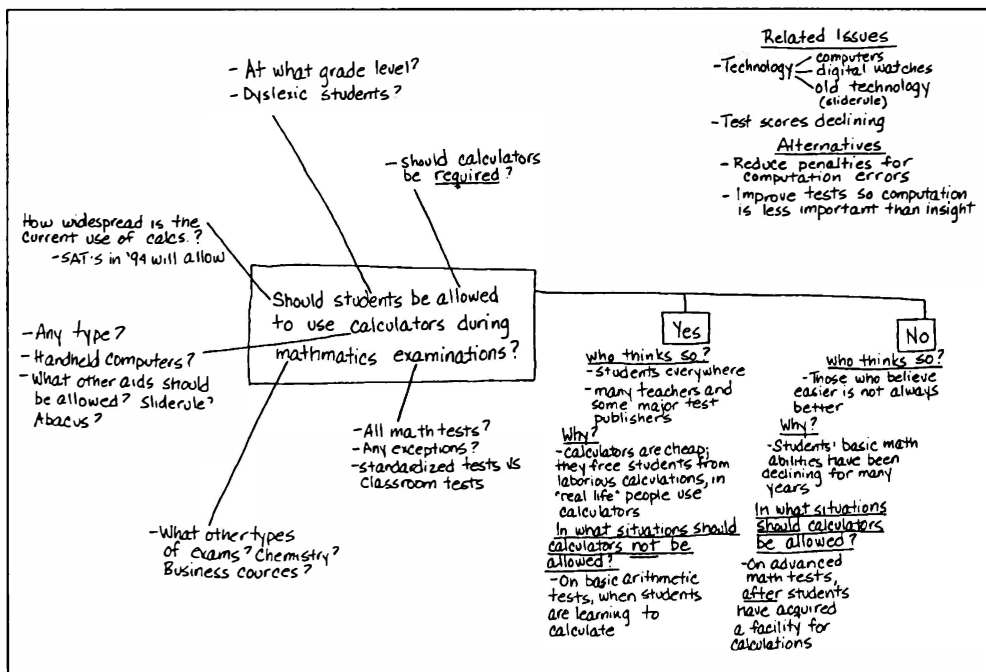 - At what grade level?
- Dyslexic students?
- Should calculators
be required?
How widespread is the
current use of calcs.?
- SAT's in '94 will allow
Should students be allowed
to use calculators during
mathmatics examinations?
- Any type?
- Handheld computers?
- What other aids should
be allowed? Sliderule?
Abacus?
- All math tests?
- Any exceptions?
- standardized tests vs
Classroom tests
- What other types
of exams? Chemistry?
Business cources?
Related Issues
- Technology
computers
digital watches
old technology
(sliderule)
- Test scores declining
Alternatives
- Reduce penalties for
computation errors
- Improve tests so computation
is less important than insight
Yes
Who thinks so?
- Students everywhere
- many teachers and
some major test
publishers
Why?
- calculators are cheap;
they free students from
laborious calculations, in
"real life" people use
calculators
In what situations should
calculators not be
allowed?
- On basic arithmetic
tests, when students
are learning to
calculate
No
Who thinks so?
- Those who believe
easier is not always
better
Why?
- Students' basic math
abilities have been
declining for many
years
In what situations
should calculators
be allowed?
- On advanced
math tests,
after students
have acquired
a facility for
calculations